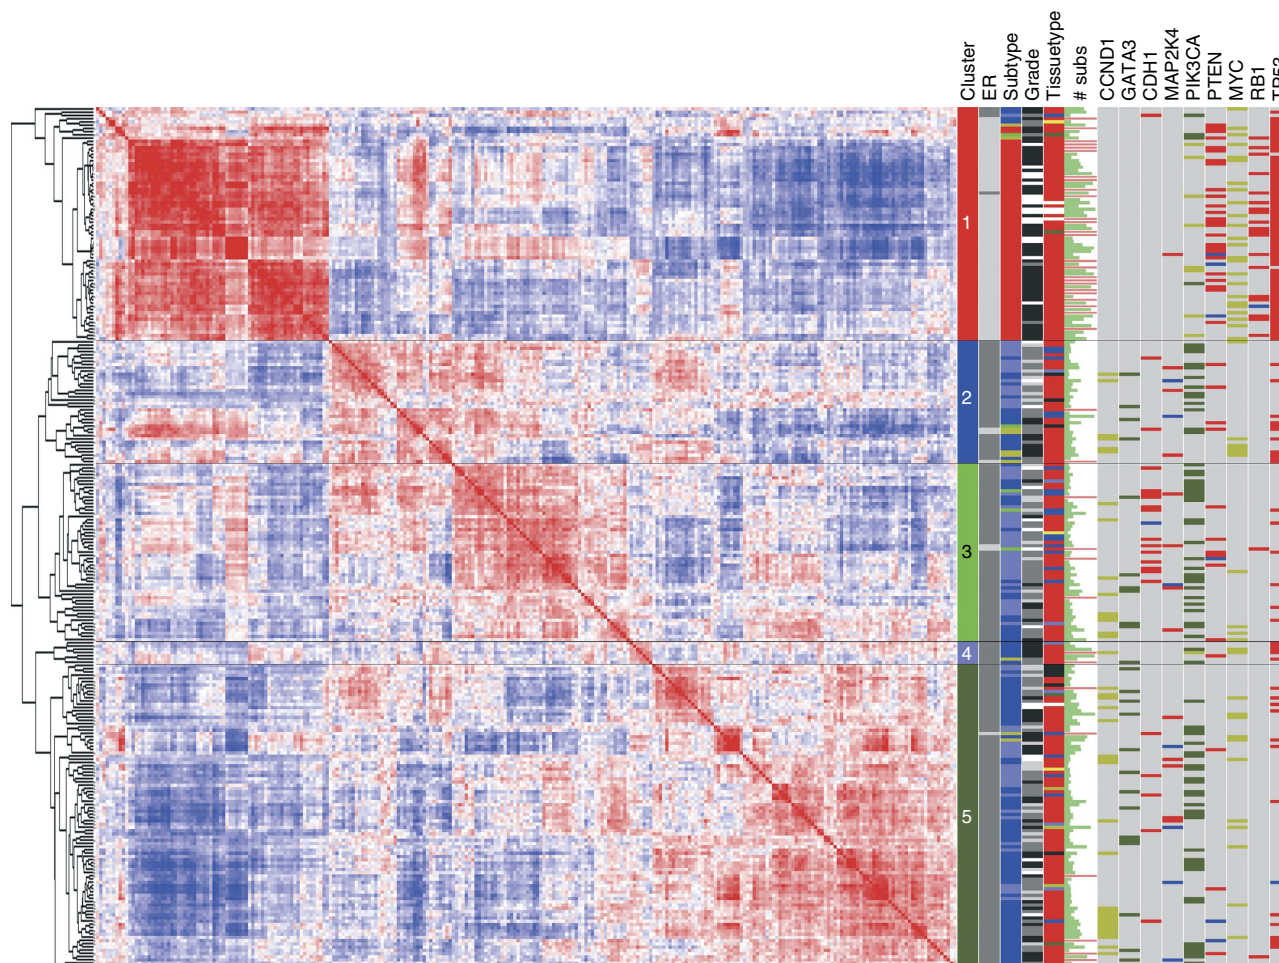 Cluster
ER
Subtype
Grade
Tissuetype
# subs
CCND1
GATA3
CDH1
MAP2K4
PIK3CA
PTEN
MYC
RB1
TP53
1
2
3
4
5